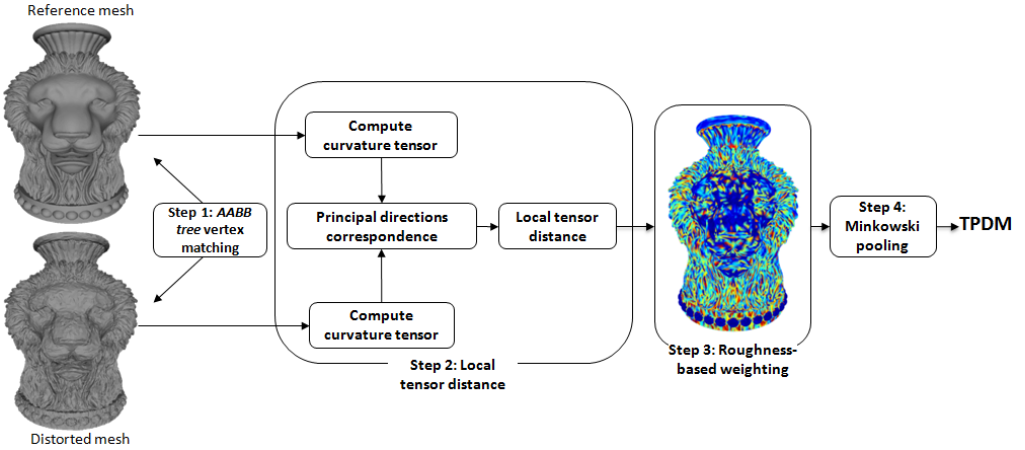 Reference mesh
Compute
curvature tensor
Step 1: AABB
tree vertex
matching
Principal directions
correspondence
Local tensor
distance
Step 4:
Minkowski
pooling
TPDM
Compute
curvature tensor
Step 2: Local
tensor distance
Step 3: Roughness-
based weighting
Distorted mesh